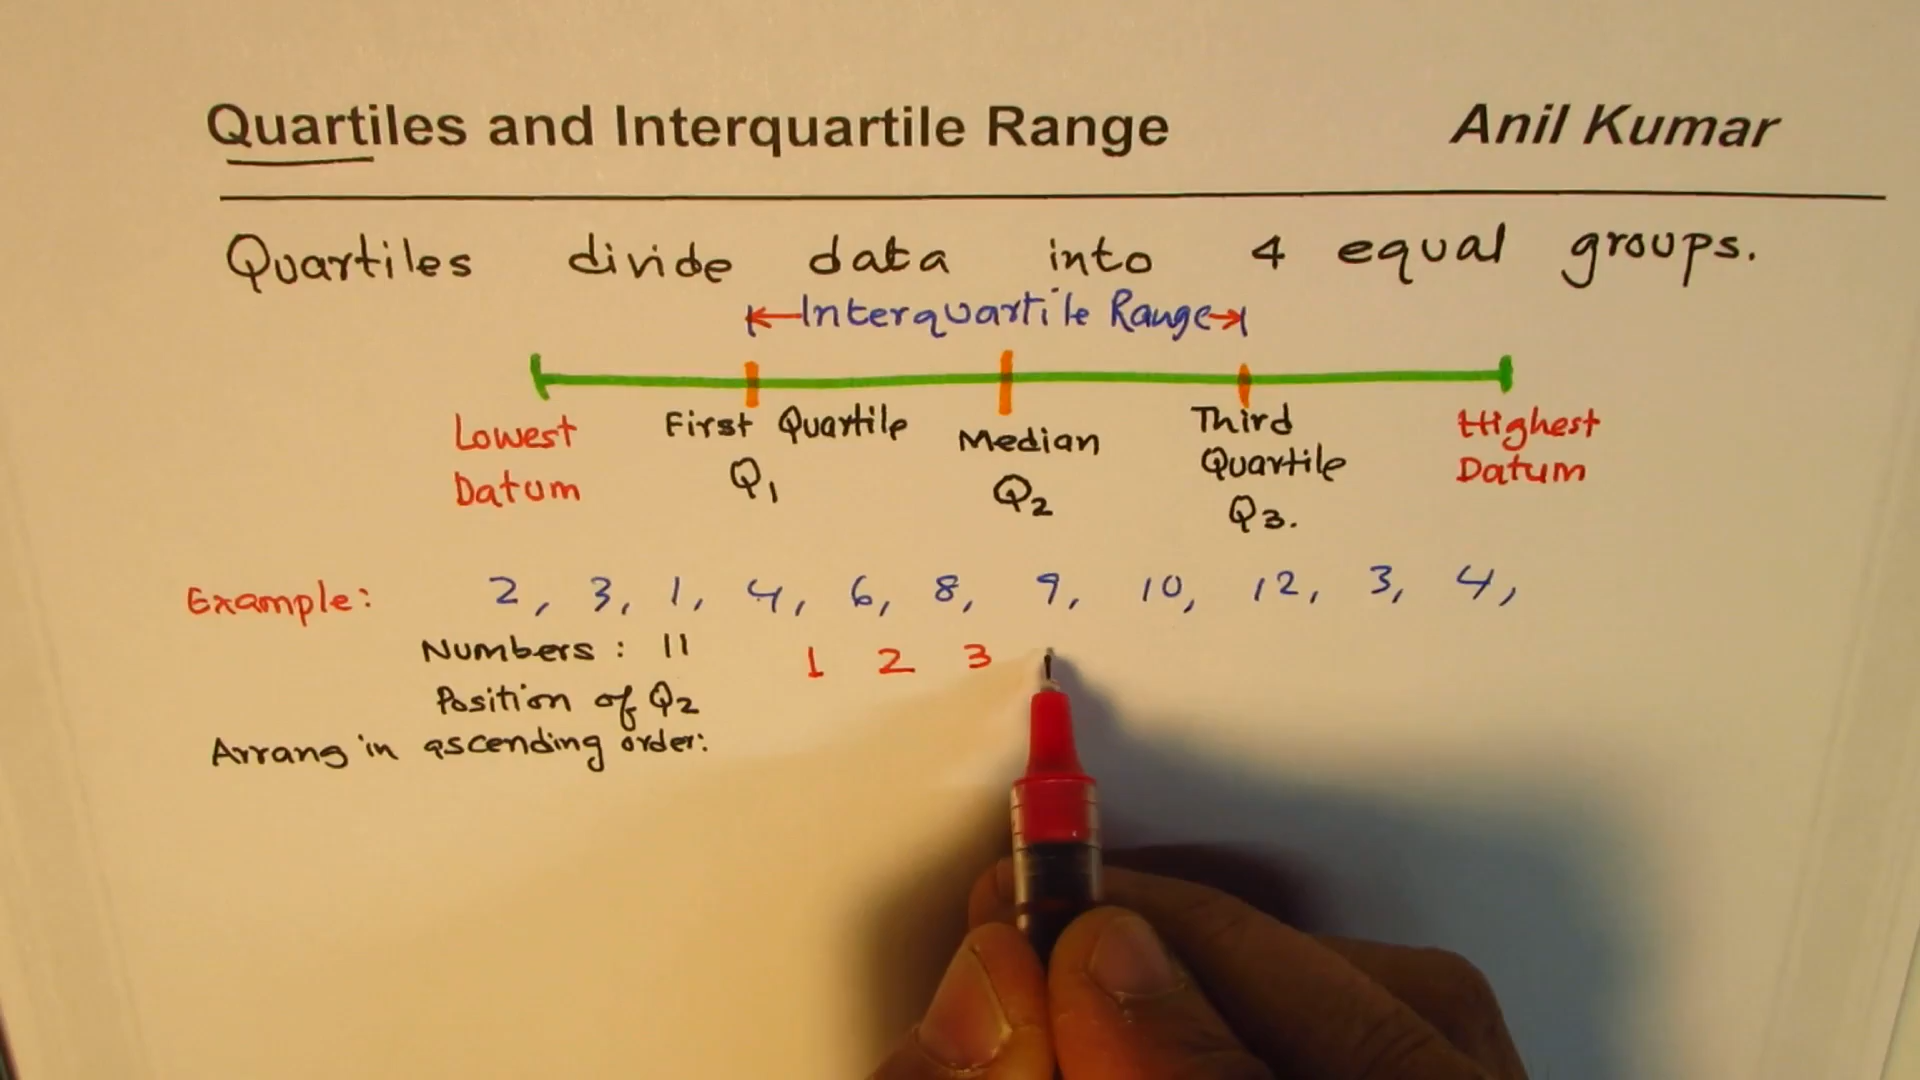 Quartiles and Interquartile Range Anil Kumar
Quartiles divide data into 4 equal groups.
Interquartile Range
Lowest Datum
First Quartile Q1
Median Q2
Third Quartile Q3.
Highest Datum
Example: 2, 3, 1, 4, 6, 8, 9, 10, 12, 3, 4,
Numbers : 11 1 2 3
Position of Q2
Arrang in ascending order: